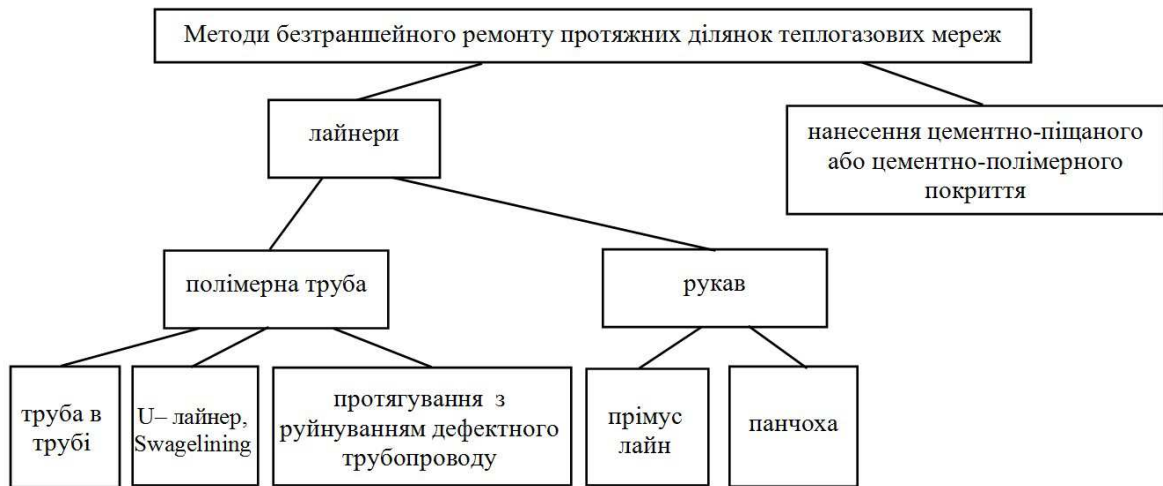 Методи безтраншейного ремонту протяжних ділянок теплогазових мереж
лайнери
нанесення цементно-піщаного
або цементно-полімерного
покриття
полімерна труба
рукав
труба в
трубі
U– лайнер,
Swagelining
протягування з
руйнуванням дефектного
трубопроводу
прімус
лайн
панчоха